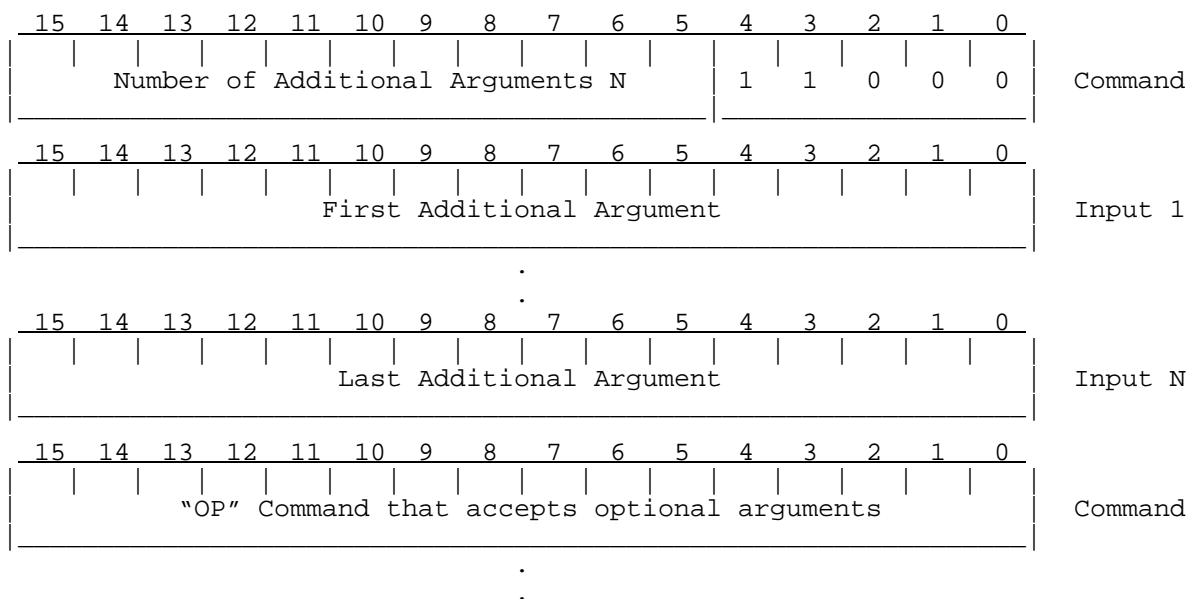 15 14 13 12 11 10 9 8 7 6 5 4 3 2 1 0
Number of Additional Arguments N 1 1 0 0 0 Command
15 14 13 12 11 10 9 8 7 6 5 4 3 2 1 0
First Additional Argument Input 1
.
.
15 14 13 12 11 10 9 8 7 6 5 4 3 2 1 0
Last Additional Argument Input N
15 14 13 12 11 10 9 8 7 6 5 4 3 2 1 0
“OP” Command that accepts optional arguments Command
.
.